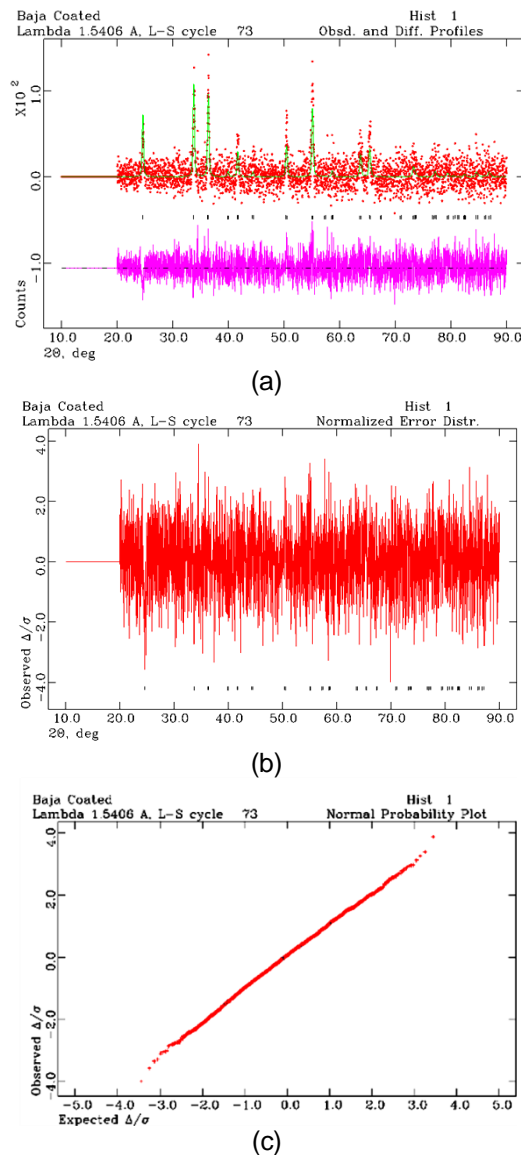 Baja Coated Hist 1
Lambda 1.5406 A, L-S cycle 73 Obsd. and Diff. Profiles
X10²
1.0
0.0
-1.0
Counts
10.0 20.0 30.0 40.0 50.0 60.0 70.0 80.0 90.0
2θ, deg
(a)
Baja Coated Hist 1
Lambda 1.5406 A, L-S cycle 73 Normalized Error Distr.
4.0
2.0
0.0
-2.0
-4.0
Observed Δ/σ
10.0 20.0 30.0 40.0 50.0 60.0 70.0 80.0 90.0
2θ, deg
(b)
Baja Coated Hist 1
Lambda 1.5406 A, L-S cycle 73 Normal Probability Plot
4.0
2.0
0.0
-2.0
-4.0
Observed Δ/σ
-5.0 -4.0 -3.0 -2.0 -1.0 0.0 1.0 2.0 3.0 4.0 5.0
Expected Δ/σ
(c)